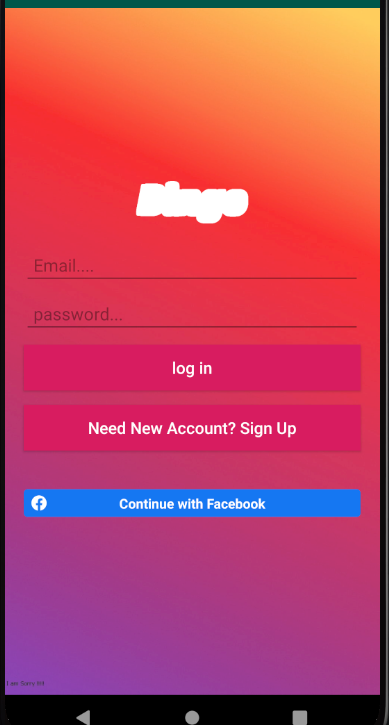 Bingo
Email....
password...
log in
Need New Account? Sign Up
Continue with Facebook